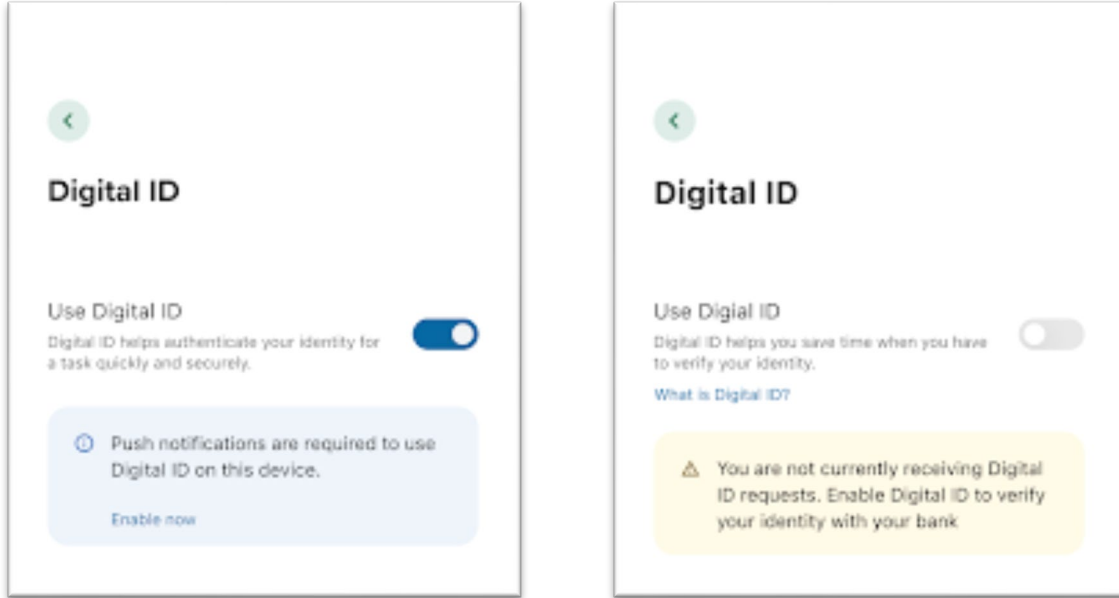 Digital ID
Use Digital ID
Digital ID helps authenticate your identity for
a task quickly and securely.
Push notifications are required to use
Digital ID on this device.
Enable now
Digital ID
Use Digial ID
Digital ID helps you save time when you have
to verify your identity.
What is Digital ID?
You are not currently receiving Digital
ID requests. Enable Digital ID to verify
your identity with your bank